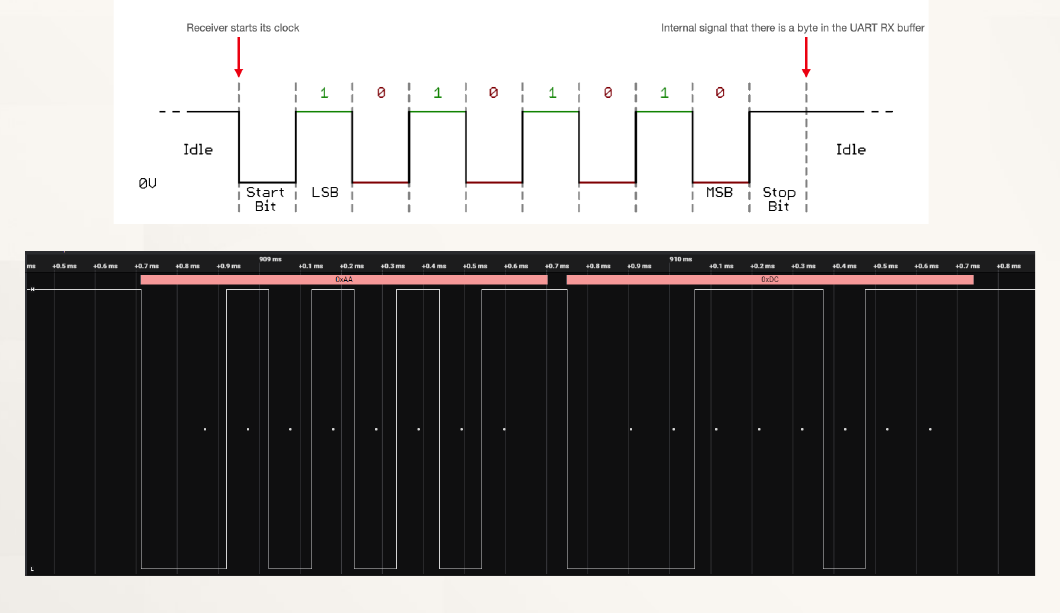 Receiver starts its clock
Internal signal that there is a byte in the UART RX buffer
1 0 1 0 1 0 1 0
Idle
Idle
0V
Start Bit
LSB
MSB
Stop Bit
909 ms
910 ms
ms +0.5 ms +0.6 ms +0.7 ms +0.8 ms +0.9 ms +0.1 ms +0.2 ms +0.3 ms +0.4 ms +0.5 ms +0.6 ms +0.7 ms +0.8 ms +0.9 ms +0.1 ms +0.2 ms +0.3 ms +0.4 ms +0.5 ms +0.6 ms +0.7 ms +0.8 ms
0xAA
0xDC
H
L